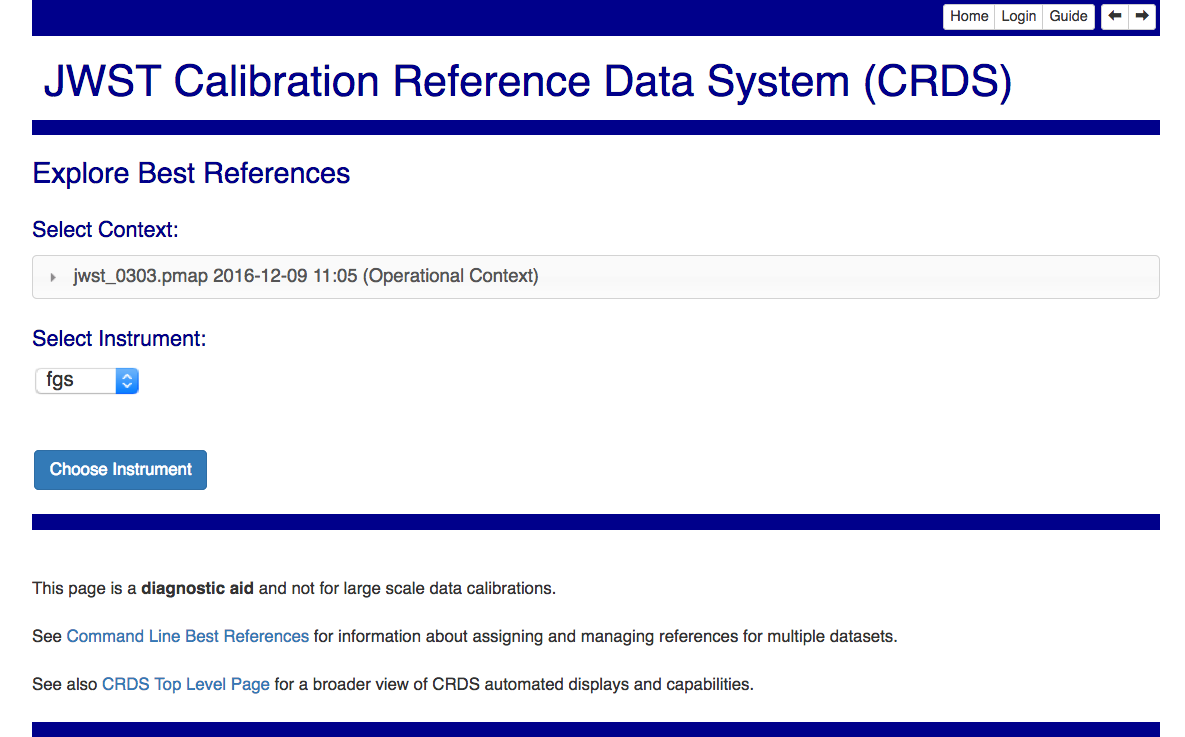 Home Login Guide
JWST Calibration Reference Data System (CRDS)
Explore Best References
Select Context:
jwst_0303.pmap 2016-12-09 11:05 (Operational Context)
Select Instrument:
fgs
Choose Instrument
This page is a diagnostic aid and not for large scale data calibrations.
See Command Line Best References for information about assigning and managing references for multiple datasets.
See also CRDS Top Level Page for a broader view of CRDS automated displays and capabilities.